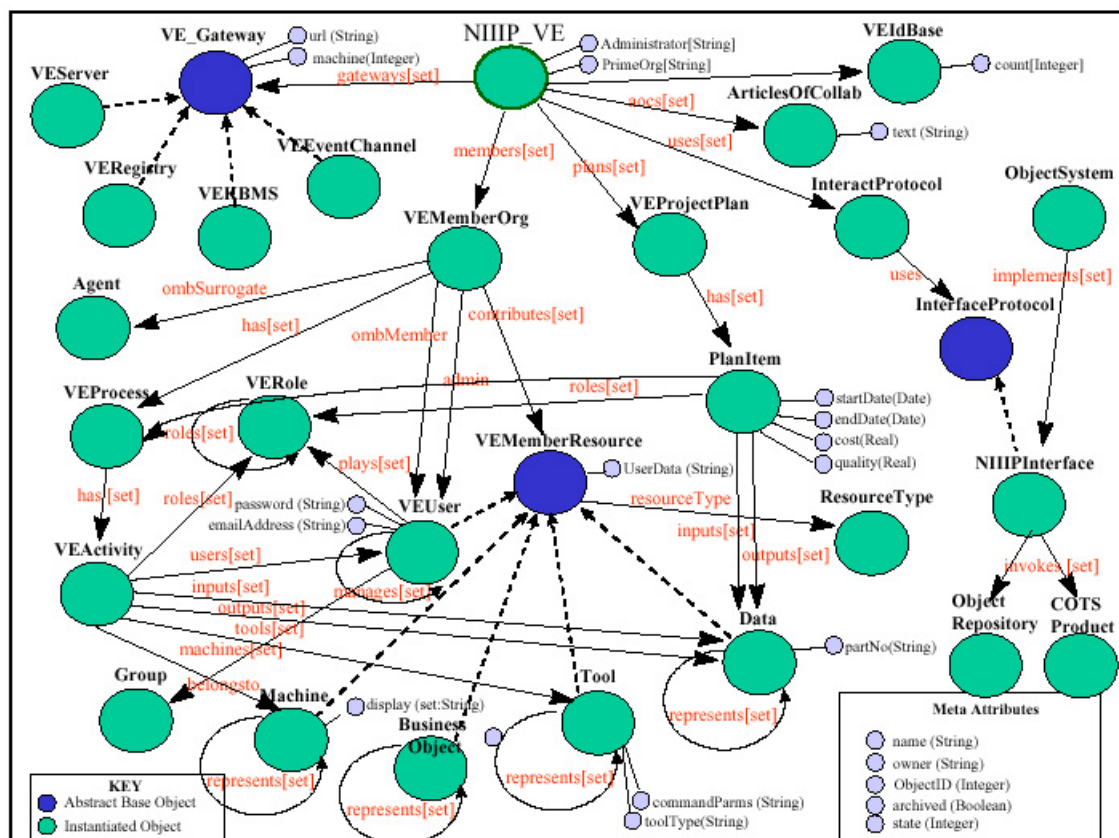 VE_Gateway
url (String)
machine(Integer)
NIIIP_VE
Administrator[String]
PrimeOrg[String]
VEIdBase
count[Integer]
VEServer
gateways[set]
aocs[set]
ArticlesOfCollab
text (String)
VERegistry
VEEventChannel
members[set]
plans[set]
uses[set]
InteractProtocol
ObjectSystem
VEMemberOrg
VEProjectPlan
uses
implements[set]
Agent
ombSurrogate
has[set]
ombMember
contributes[set]
has[set]
InterfaceProtocol
VEProcess
VERole
admin
roles[set]
PlanItem
startDate(Date)
endDate(Date)
cost(Real)
quality(Real)
roles[set]
plays[set]
VEMemberResource
UserData (String)
has [set]
roles[set]
password (String)
emailAddress (String)
VEUser
resourceType
ResourceType
NIIIPInterface
VEActivity
users[set]
inputs[set]
outputs[set]
inputs[set]
manages[set]
outputs[set]
tools[set]
machines[set]
invokes [set]
Data
partNo(String)
Object
Repository
COTS
Product
Group
belongsto
Machine
display (set:String)
Business
Object
Tool
represents[set]
represents[set]
represents[set]
represents[set]
commandParms (String)
toolType(String)
KEY
Abstract Base Object
Instantiated Object
Meta Attributes
name (String)
owner (String)
ObjectID (Integer)
archived (Boolean)
state (Integer)